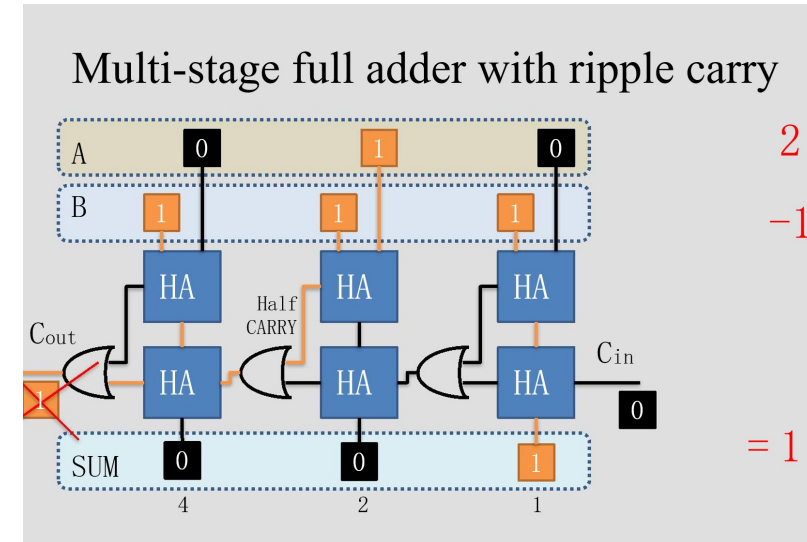 Multi-stage full adder with ripple carry
A 0 1 0 2
B 1 1 1 -1
HA HA HA
Half
CARRY
Cout Cin
HA HA HA
1 0
SUM 0 0 1 = 1
4 2 1